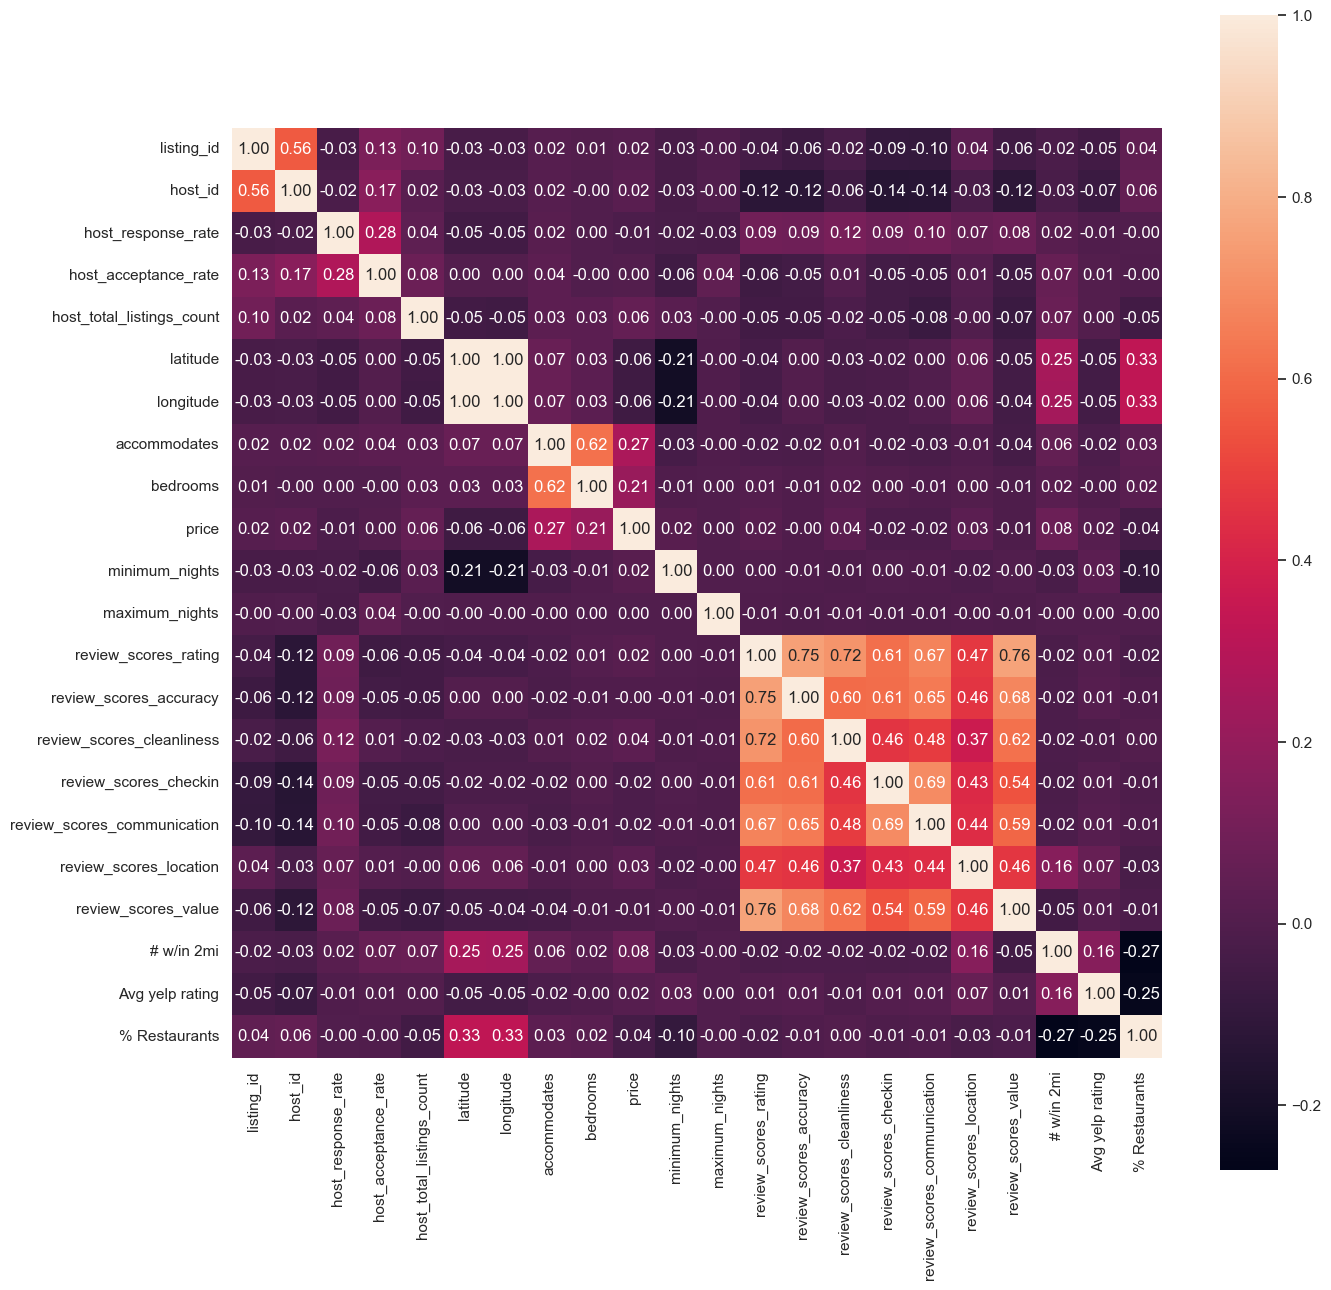 listing_id 1.00 0.56 -0.03 0.13 0.10 -0.03 -0.03 0.02 0.01 0.02 -0.03 -0.00 -0.04 -0.06 -0.02 -0.09 -0.10 0.04 -0.06 -0.02 -0.05 0.04
host_id 0.56 1.00 -0.02 0.17 0.02 -0.03 -0.03 0.02 -0.00 0.02 -0.03 -0.00 -0.12 -0.12 -0.06 -0.14 -0.14 -0.03 -0.12 -0.03 -0.07 0.06
host_response_rate -0.03 -0.02 1.00 0.28 0.04 -0.05 -0.05 0.02 0.00 -0.01 -0.02 -0.03 0.09 0.09 0.12 0.09 0.10 0.07 0.08 0.02 -0.01 -0.00
host_acceptance_rate 0.13 0.17 0.28 1.00 0.08 0.00 0.00 0.04 -0.00 0.00 -0.06 0.04 -0.06 -0.05 0.01 -0.05 -0.05 0.01 -0.05 0.07 0.01 -0.00
host_total_listings_count 0.10 0.02 0.04 0.08 1.00 -0.05 -0.05 0.03 0.03 0.06 0.03 -0.00 -0.05 -0.05 -0.02 -0.05 -0.08 -0.00 -0.07 0.07 0.00 -0.05
latitude -0.03 -0.03 -0.05 0.00 -0.05 1.00 1.00 0.07 0.03 -0.06 -0.21 -0.00 -0.04 0.00 -0.03 -0.02 0.00 0.06 -0.05 0.25 -0.05 0.33
longitude -0.03 -0.03 -0.05 0.00 -0.05 1.00 1.00 0.07 0.03 -0.06 -0.21 -0.00 -0.04 0.00 -0.03 -0.02 0.00 0.06 -0.04 0.25 -0.05 0.33
accommodates 0.02 0.02 0.02 0.04 0.03 0.07 0.07 1.00 0.62 0.27 -0.03 -0.00 -0.02 -0.02 0.01 -0.02 -0.03 -0.01 -0.04 0.06 -0.02 0.03
bedrooms 0.01 -0.00 0.00 -0.00 0.03 0.03 0.03 0.62 1.00 0.21 -0.01 0.00 0.01 -0.01 0.02 0.00 -0.01 0.00 -0.01 0.02 -0.00 0.02
price 0.02 0.02 -0.01 0.00 0.06 -0.06 -0.06 0.27 0.21 1.00 0.02 0.00 0.02 -0.00 0.04 -0.02 -0.02 0.03 -0.01 0.08 0.02 -0.04
minimum_nights -0.03 -0.03 -0.02 -0.06 0.03 -0.21 -0.21 -0.03 -0.01 0.02 1.00 0.00 0.00 -0.01 -0.01 0.00 -0.01 -0.02 -0.00 -0.03 0.03 -0.10
maximum_nights -0.00 -0.00 -0.03 0.04 -0.00 -0.00 -0.00 -0.00 0.00 0.00 0.00 1.00 -0.01 -0.01 -0.01 -0.01 -0.01 -0.00 -0.01 -0.00 0.00 -0.00
review_scores_rating -0.04 -0.12 0.09 -0.06 -0.05 -0.04 -0.04 -0.02 0.01 0.02 0.00 -0.01 1.00 0.75 0.72 0.61 0.67 0.47 0.76 -0.02 0.01 -0.02
review_scores_accuracy -0.06 -0.12 0.09 -0.05 -0.05 0.00 0.00 -0.02 -0.01 -0.00 -0.01 -0.01 0.75 1.00 0.60 0.61 0.65 0.46 0.68 -0.02 0.01 -0.01
review_scores_cleanliness -0.02 -0.06 0.12 0.01 -0.02 -0.03 -0.03 0.01 0.02 0.04 -0.01 -0.01 0.72 0.60 1.00 0.46 0.48 0.37 0.62 -0.02 -0.01 0.00
review_scores_checkin -0.09 -0.14 0.09 -0.05 -0.05 -0.02 -0.02 -0.02 0.00 -0.02 0.00 -0.01 0.61 0.61 0.46 1.00 0.69 0.43 0.54 -0.02 0.01 -0.01
review_scores_communication -0.10 -0.14 0.10 -0.05 -0.08 0.00 0.00 -0.03 -0.01 -0.02 -0.01 -0.01 0.67 0.65 0.48 0.69 1.00 0.44 0.59 -0.02 0.01 -0.01
review_scores_location 0.04 -0.03 0.07 0.01 -0.00 0.06 0.06 -0.01 0.00 0.03 -0.02 -0.00 0.47 0.46 0.37 0.43 0.44 1.00 0.46 0.16 0.07 -0.03
review_scores_value -0.06 -0.12 0.08 -0.05 -0.07 -0.05 -0.04 -0.04 -0.01 -0.01 -0.00 -0.01 0.76 0.68 0.62 0.54 0.59 0.46 1.00 -0.05 0.01 -0.01
# w/in 2mi -0.02 -0.03 0.02 0.07 0.07 0.25 0.25 0.06 0.02 0.08 -0.03 -0.00 -0.02 -0.02 -0.02 -0.02 -0.02 0.16 -0.05 1.00 0.16 -0.27
Avg yelp rating -0.05 -0.07 -0.01 0.01 0.00 -0.05 -0.05 -0.02 -0.00 0.02 0.03 0.00 0.01 0.01 -0.01 0.01 0.01 0.07 0.01 0.16 1.00 -0.25
% Restaurants 0.04 0.06 -0.00 -0.00 -0.05 0.33 0.33 0.03 0.02 -0.04 -0.10 -0.00 -0.02 -0.01 0.00 -0.01 -0.01 -0.03 -0.01 -0.27 -0.25 1.00
listing_id
host_id
host_response_rate
host_acceptance_rate
host_total_listings_count
latitude
longitude
accommodates
bedrooms
price
minimum_nights
maximum_nights
review_scores_rating
review_scores_accuracy
review_scores_cleanliness
review_scores_checkin
review_scores_communication
review_scores_location
review_scores_value
# w/in 2mi
Avg yelp rating
% Restaurants
1.0
0.8
0.6
0.4
0.2
0.0
−0.2